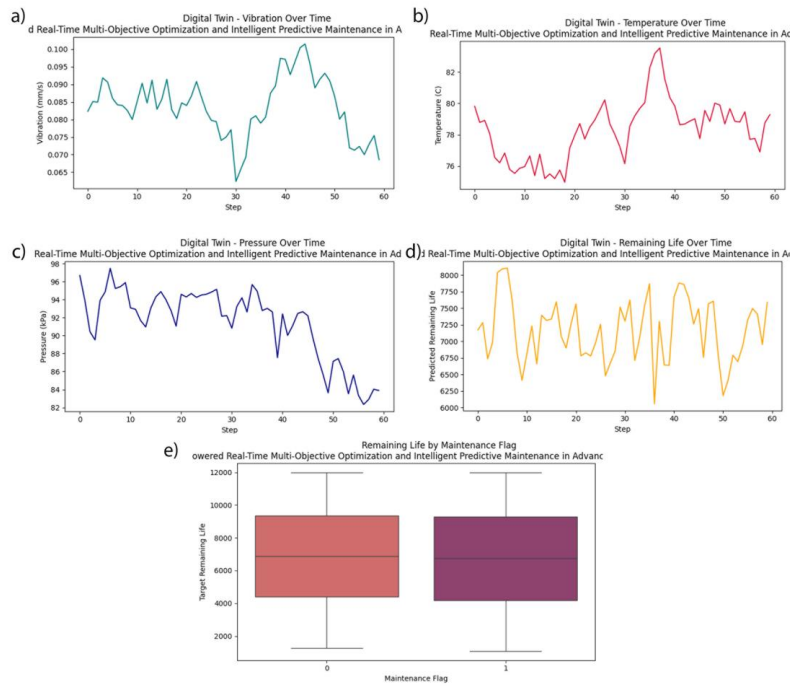 a)
Digital Twin - Vibration Over Time
d Real-Time Multi-Objective Optimization and Intelligent Predictive Maintenance in A
0.100
0.095
0.090
0.085
0.080
0.075
0.070
0.065
Vibration (mm/s)
0 10 20 30 40 50 60
Step
b)
Digital Twin - Temperature Over Time
Real-Time Multi-Objective Optimization and Intelligent Predictive Maintenance in Ad
82
80
78
76
Temperature (C)
0 10 20 30 40 50 60
Step
c)
Digital Twin - Pressure Over Time
Real-Time Multi-Objective Optimization and Intelligent Predictive Maintenance in Ad
98
96
94
92
90
88
86
84
82
Pressure (kPa)
0 10 20 30 40 50 60
Step
d)
Digital Twin - Remaining Life Over Time
d Real-Time Multi-Objective Optimization and Intelligent Predictive Maintenance in Ad
8000
7750
7500
7250
7000
6750
6500
6250
6000
Predicted Remaining Life
0 10 20 30 40 50 60
Step
e)
Remaining Life by Maintenance Flag
owered Real-Time Multi-Objective Optimization and Intelligent Predictive Maintenance in Advanc
12000
10000
8000
6000
4000
2000
Target Remaining Life
0 1
Maintenance Flag